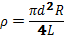 ρ = πd²R / 4L